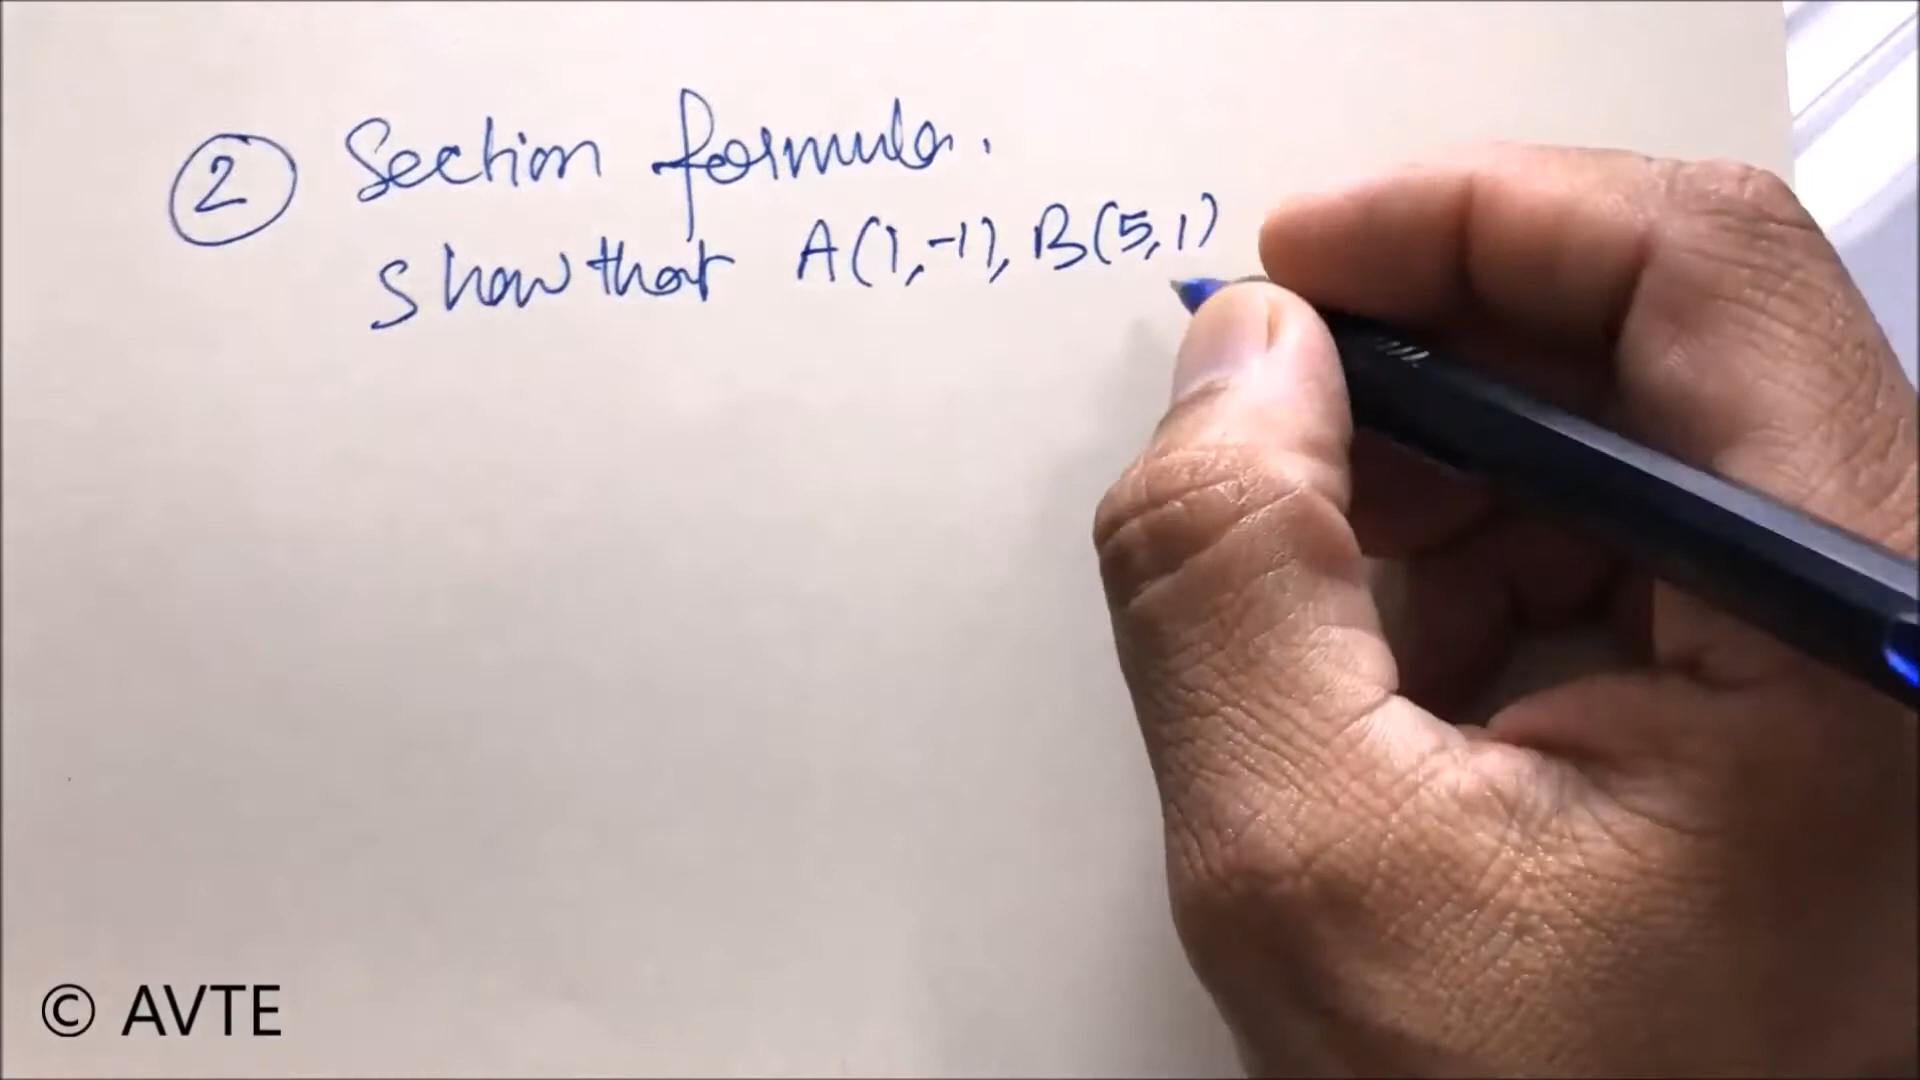 ② Section formula.
Show that A(1,-1), B(5,1)
© AVTE